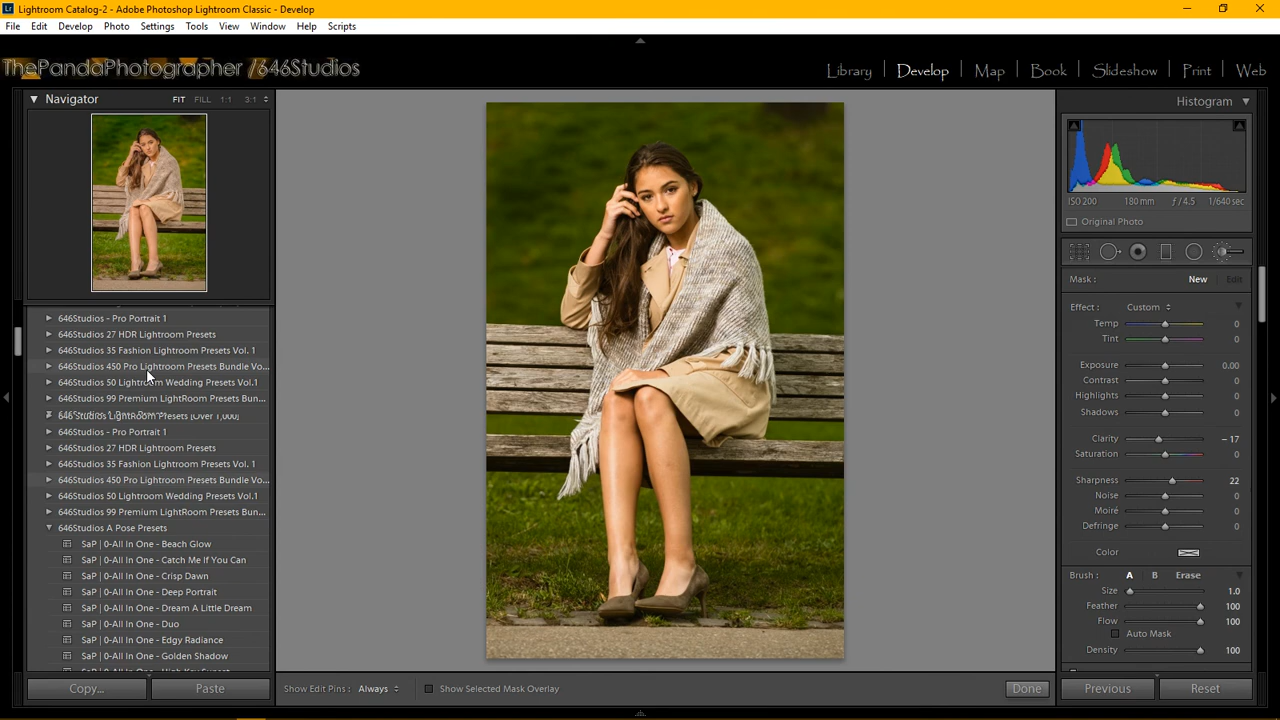 Lightroom Catalog-2 - Adobe Photoshop Lightroom Classic - Develop
File Edit Develop Photo Settings Tools View Window Help Scripts
ThePandaPhotographer /646Studios
Library Develop Map Book Slideshow Print Web
Navigator FIT FILL 1:1 3:1
646Studios - Pro Portrait 1
646Studios 27 HDR Lightroom Presets
646Studios 35 Fashion Lightroom Presets Vol. 1
646Studios 450 Pro Lightroom Presets Bundle Vo...
646Studios 50 Lightroom Wedding Presets Vol.1
646Studios 99 Premium LightRoom Presets Bun...
646Studios LightRoom Presets [Over 1,000]
646Studios - Pro Portrait 1
646Studios 27 HDR Lightroom Presets
646Studios 35 Fashion Lightroom Presets Vol. 1
646Studios 450 Pro Lightroom Presets Bundle Vo...
646Studios 50 Lightroom Wedding Presets Vol.1
646Studios 99 Premium LightRoom Presets Bun...
646Studios A Pose Presets
SaP | 0-All In One - Beach Glow
SaP | 0-All In One - Catch Me If You Can
SaP | 0-All In One - Crisp Dawn
SaP | 0-All In One - Deep Portrait
SaP | 0-All In One - Dream A Little Dream
SaP | 0-All In One - Duo
SaP | 0-All In One - Edgy Radiance
SaP | 0-All In One - Golden Shadow
Copy... Paste
Show Edit Pins : Always Show Selected Mask Overlay Done
Histogram
ISO 200 180 mm ƒ / 4.5 1/640 sec
Original Photo
Mask : New Edit
Effect : Custom
Temp 0
Tint 0
Exposure 0.00
Contrast 0
Highlights 0
Shadows 0
Clarity - 17
Saturation 0
Sharpness 22
Noise 0
Moiré 0
Defringe 0
Color
Brush : A B Erase
Size 1.0
Feather 100
Flow 100
Auto Mask
Density 100
Previous Reset